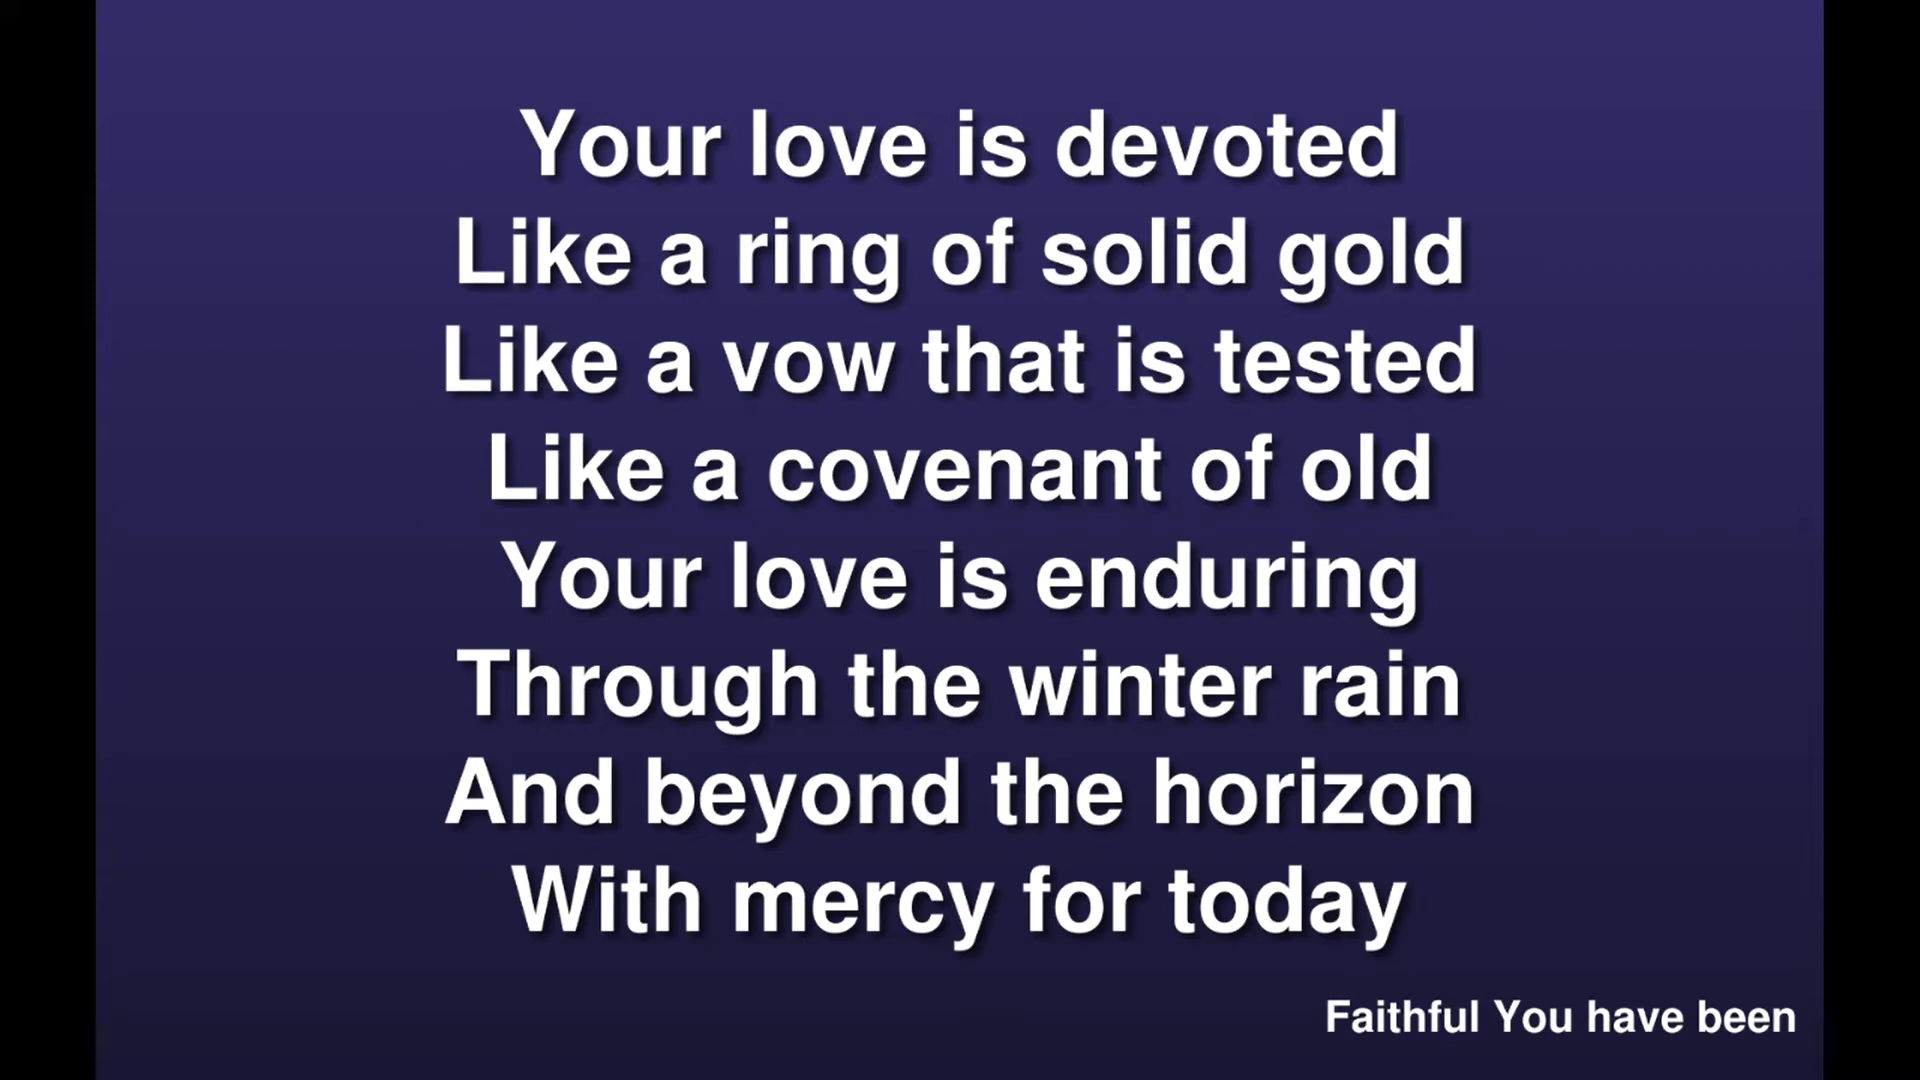 Your love is devoted
Like a ring of solid gold
Like a vow that is tested
Like a covenant of old
Your love is enduring
Through the winter rain
And beyond the horizon
With mercy for today
Faithful You have been